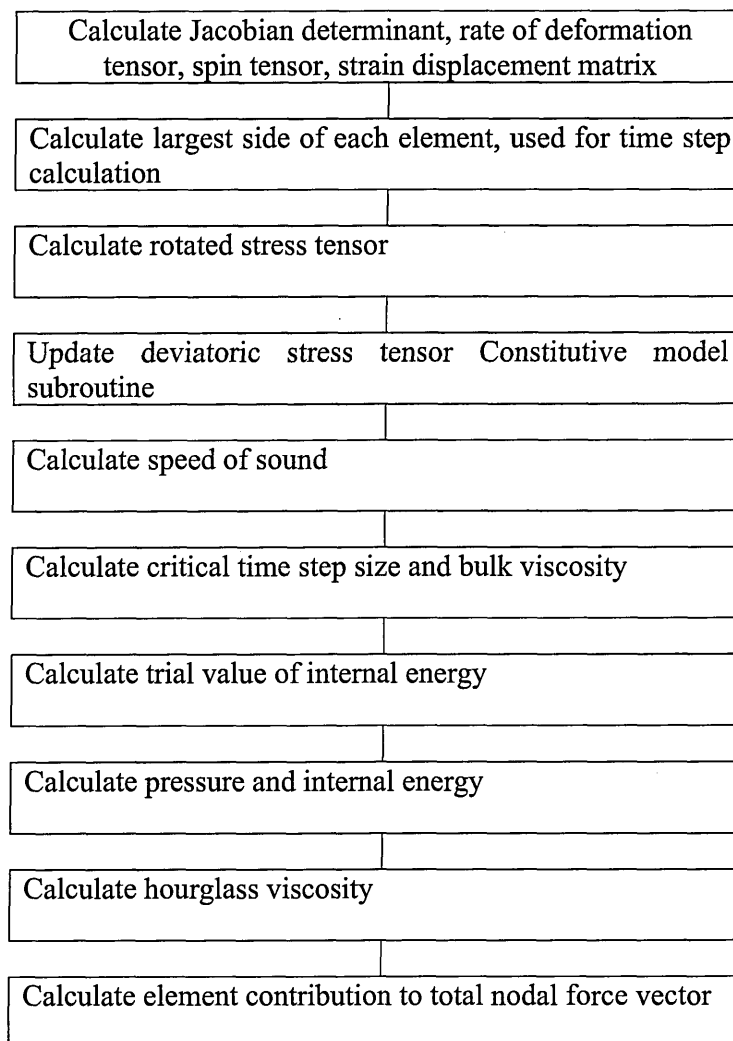 Calculate Jacobian determinant, rate of deformation
tensor, spin tensor, strain displacement matrix
Calculate largest side of each element, used for time step
calculation
Calculate rotated stress tensor
Update deviatoric stress tensor Constitutive model
subroutine
Calculate speed of sound
Calculate critical time step size and bulk viscosity
Calculate trial value of internal energy
Calculate pressure and internal energy
Calculate hourglass viscosity
Calculate element contribution to total nodal force vector